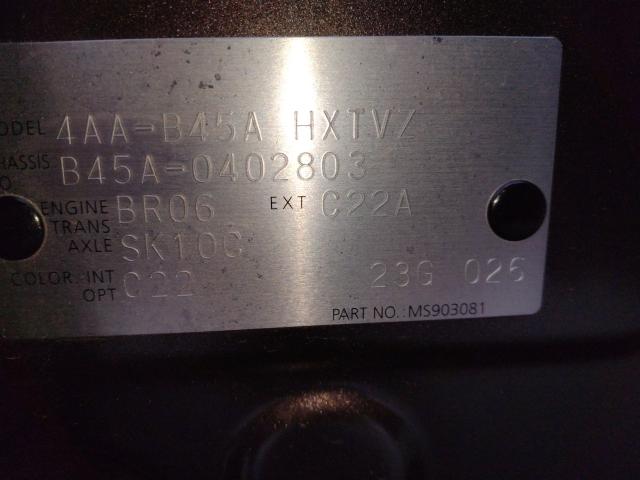 MODEL 4AA-B45A HXTVZ
CHASSIS NO B45A-0402803
ENGINE BR06 EXT C22A
TRANS AXLE SK10C
COLOR: INT
OPT C22 23G 026
PART NO.: MS903081